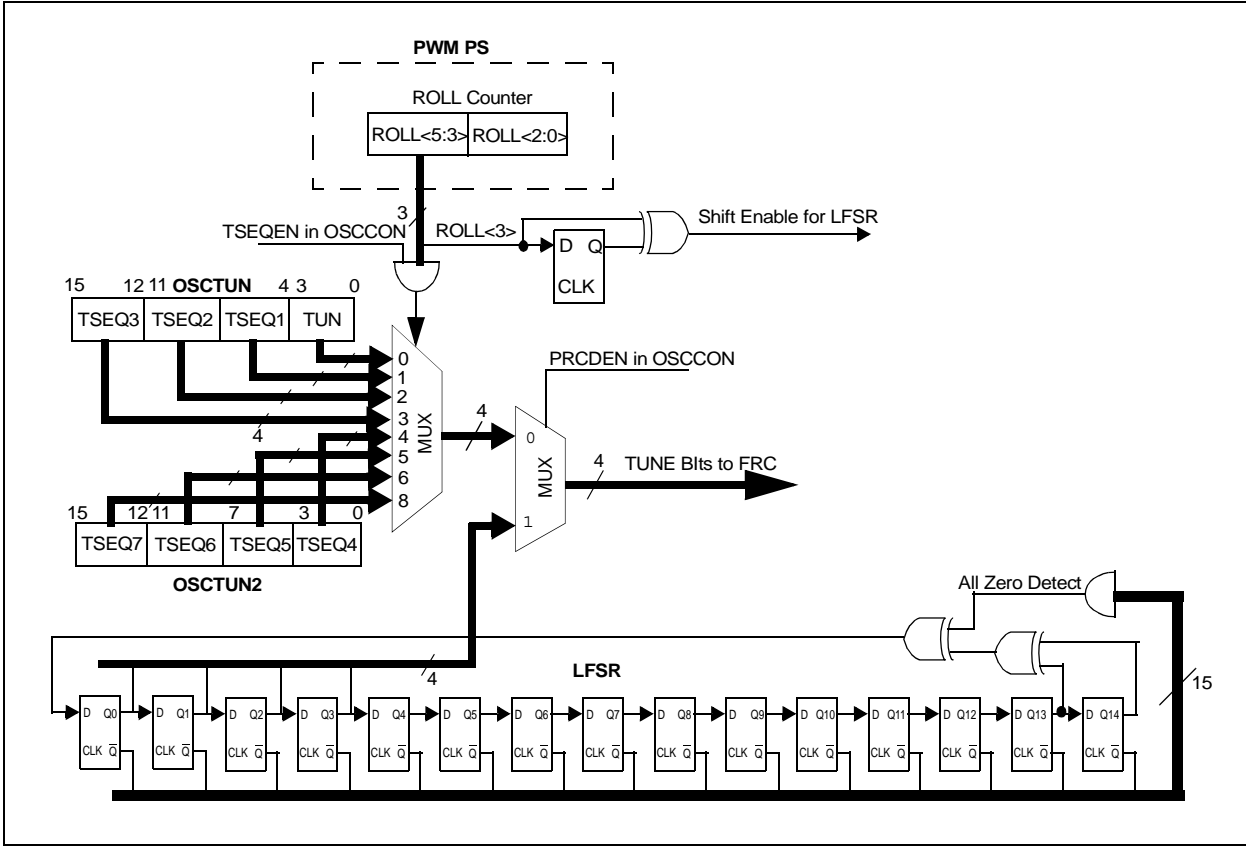 PWM PS
ROLL Counter
ROLL<5:3> ROLL<2:0>
3
TSEQEN in OSCCON
ROLL<3>
Shift Enable for LFSR
D Q
CLK
15 12 11 OSCTUN 4 3 0
TSEQ3 TSEQ2 TSEQ1 TUN
0
1
2
3
4
5
6
8
MUX
4
4
PRCDEN in OSCCON
0
1
MUX
4
TUNE BIts to FRC
15 12 11 7 3 0
TSEQ7 TSEQ6 TSEQ5 TSEQ4
OSCTUN2
All Zero Detect
4
LFSR
15
D Q0 D Q1 D Q2 D Q3 D Q4 D Q5 D Q6 D Q7 D Q8 D Q9 D Q10 D Q11 D Q12 D Q13 D Q14
CLK Q̅ CLK Q̅ CLK Q̅ CLK Q̅ CLK Q̅ CLK Q̅ CLK Q̅ CLK Q̅ CLK Q̅ CLK Q̅ CLK Q̅ CLK Q̅ CLK Q̅ CLK Q̅ CLK Q̅